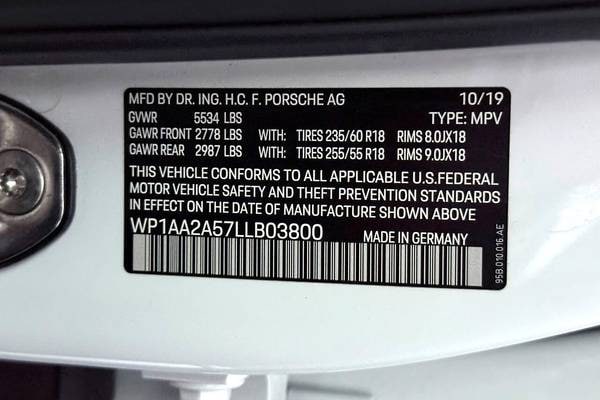 MFD BY DR. ING. H.C. F. PORSCHE AG 10/19
GVWR 5534 LBS TYPE: MPV
GAWR FRONT 2778 LBS WITH: TIRES 235/60 R18 RIMS 8.0JX18
GAWR REAR 2987 LBS WITH: TIRES 255/55 R18 RIMS 9.0JX18
THIS VEHICLE CONFORMS TO ALL APPLICABLE U.S.FEDERAL
MOTOR VEHICLE SAFETY AND THEFT PREVENTION STANDARDS
IN EFFECT ON THE DATE OF MANUFACTURE SHOWN ABOVE
WP1AA2A57LLB03800 MADE IN GERMANY
95B.010.016.AE